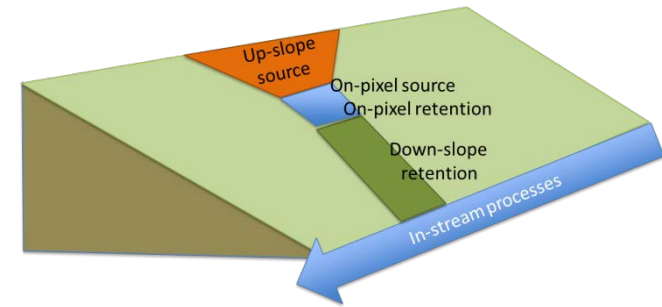 Up-slope
source
On-pixel source
On-pixel retention
Down-slope
retention
In-stream processes